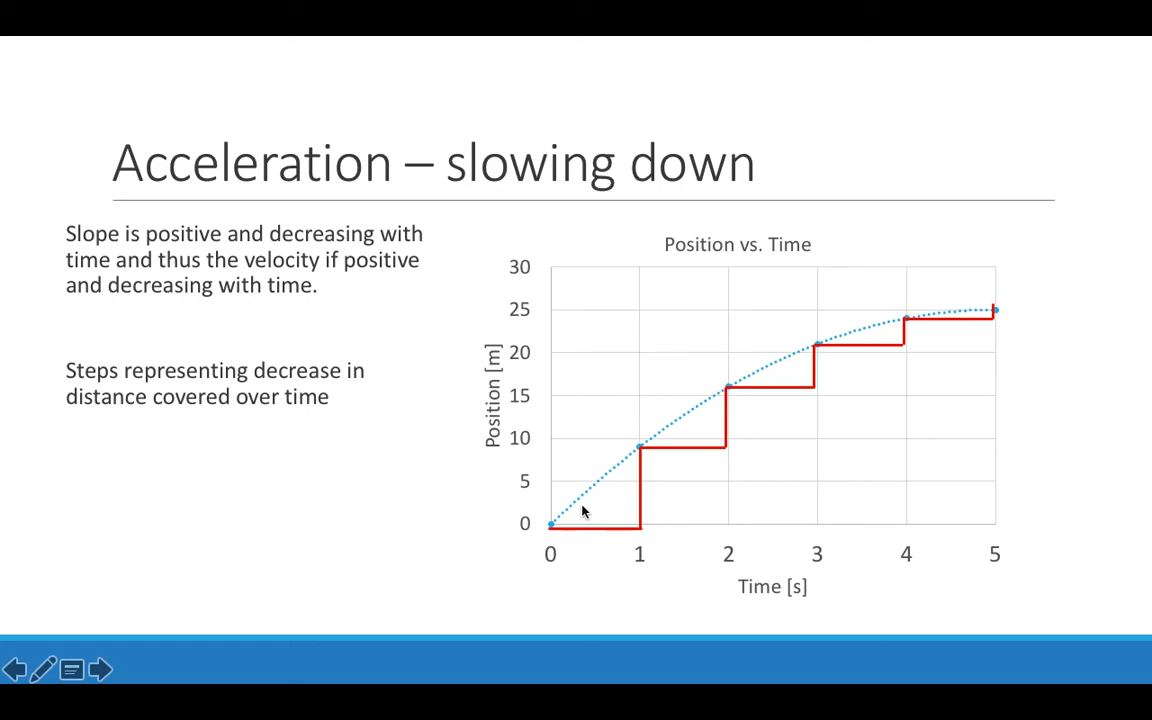 Acceleration – slowing down
Slope is positive and decreasing with
time and thus the velocity if positive
and decreasing with time.
Steps representing decrease in
distance covered over time
Position vs. Time
30
25
20
15
10
5
0
Position [m]
0 1 2 3 4 5
Time [s]